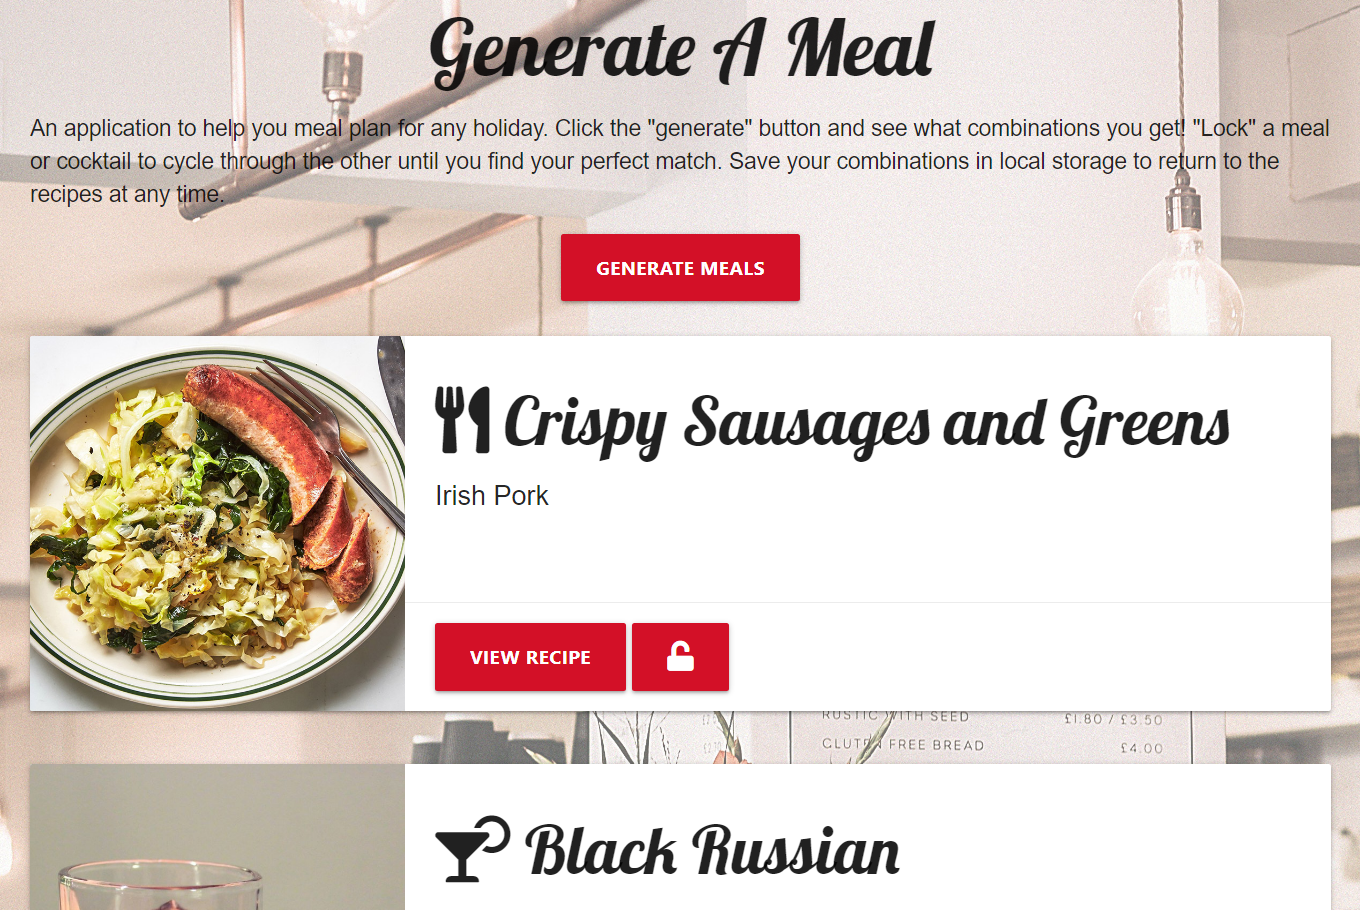 Generate A Meal
An application to help you meal plan for any holiday. Click the "generate" button and see what combinations you get! "Lock" a meal
or cocktail to cycle through the other until you find your perfect match. Save your combinations in local storage to return to the
recipes at any time.
GENERATE MEALS
Crispy Sausages and Greens
Irish Pork
VIEW RECIPE
RUSTIC WITH SEED £1.80 / £3.50
GLUTEN FREE BREAD £4.00
Black Russian